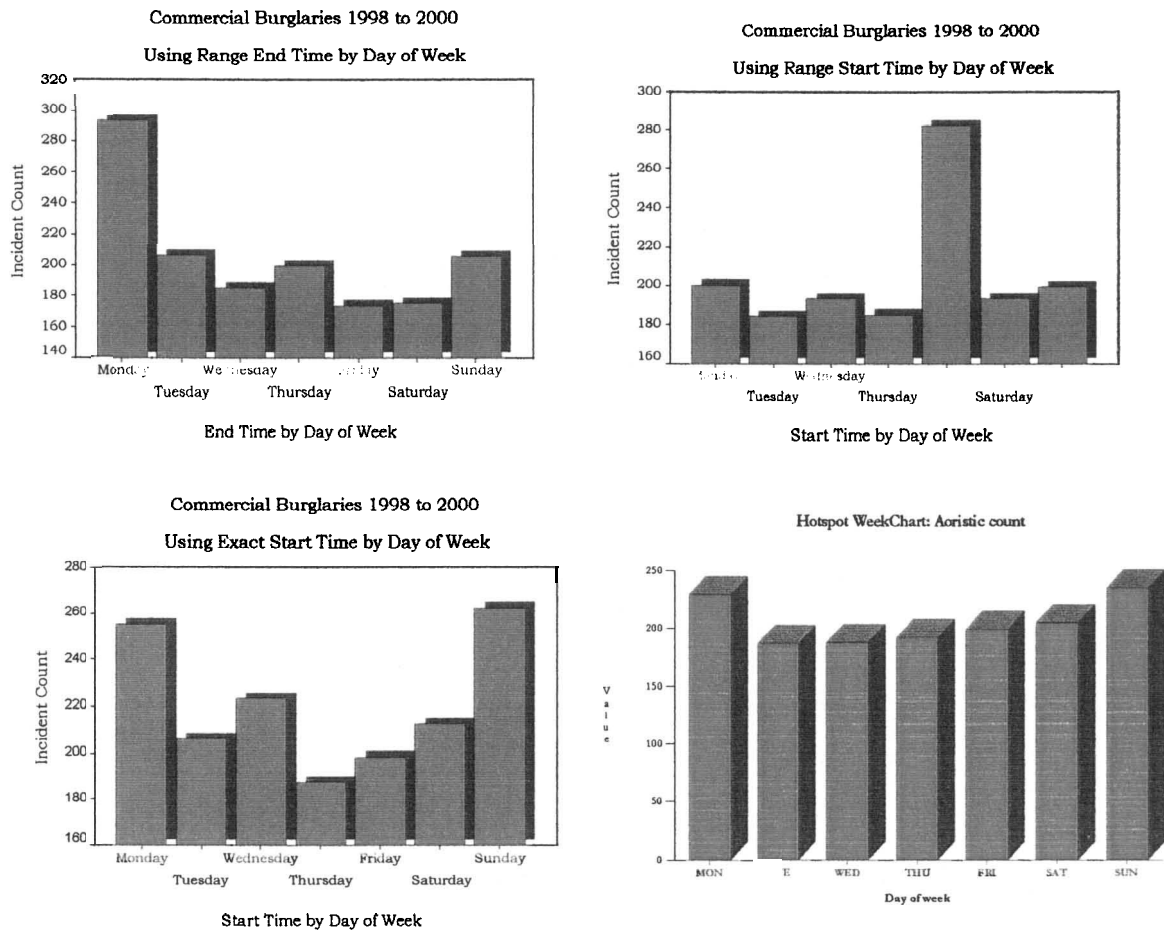 Commercial Burglaries 1998 to 2000
Using Range End Time by Day of Week
320
300
280
260
240
220
200
180
160
140
Incident Count
Monday
Wednesday
Sunday
Tuesday
Thursday
Saturday
End Time by Day of Week
Commercial Burglaries 1998 to 2000
Using Range Start Time by Day of Week
300
280
260
240
220
200
180
160
Incident Count
Wednesday
Tuesday
Thursday
Saturday
Start Time by Day of Week
Commercial Burglaries 1998 to 2000
Using Exact Start Time by Day of Week
280
260
240
220
200
180
160
Incident Count
Monday
Wednesday
Friday
Sunday
Tuesday
Thursday
Saturday
Start Time by Day of Week
Hotspot WeekChart: Aoristic count
250
200
150
100
50
0
Value
MON
E
WED
THU
FRI
SAT
SUN
Day of week